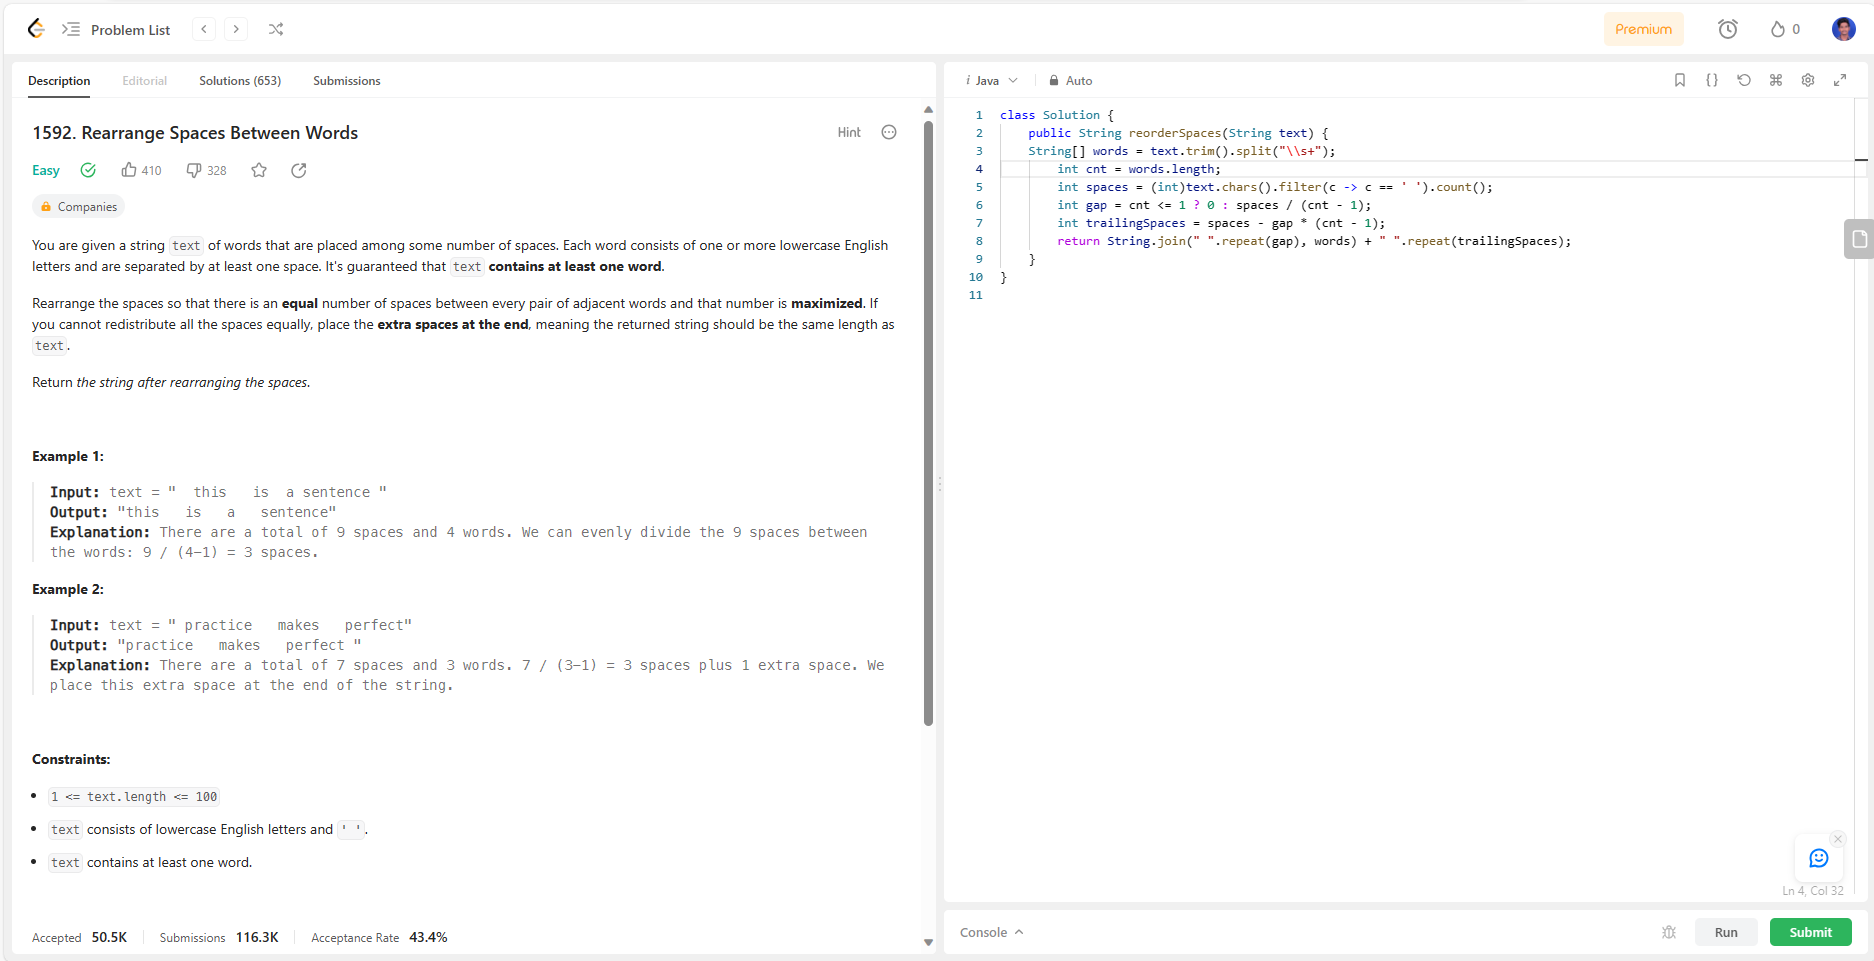 Problem List
Premium
0
Description
Editorial
Solutions (653)
Submissions
1592. Rearrange Spaces Between Words
Hint
Easy
410
328
Companies
You are given a string text of words that are placed among some number of spaces. Each word consists of one or more lowercase English
letters and are separated by at least one space. It's guaranteed that text contains at least one word.
Rearrange the spaces so that there is an equal number of spaces between every pair of adjacent words and that number is maximized. If
you cannot redistribute all the spaces equally, place the extra spaces at the end, meaning the returned string should be the same length as
text.
Return the string after rearranging the spaces.
Example 1:
Input: text = "  this   is  a sentence "
Output: "this   is   a   sentence"
Explanation: There are a total of 9 spaces and 4 words. We can evenly divide the 9 spaces between
the words: 9 / (4-1) = 3 spaces.
Example 2:
Input: text = " practice   makes   perfect"
Output: "practice   makes   perfect "
Explanation: There are a total of 7 spaces and 3 words. 7 / (3-1) = 3 spaces plus 1 extra space. We
place this extra space at the end of the string.
Constraints:
• 1 <= text.length <= 100
• text consists of lowercase English letters and ' '.
• text contains at least one word.
Accepted 50.5K
Submissions 116.3K
Acceptance Rate 43.4%
i Java
Auto
{}
1 class Solution {
2     public String reorderSpaces(String text) {
3     String[] words = text.trim().split("\\s+");
4         int cnt = words.length;
5         int spaces = (int)text.chars().filter(c -> c == ' ').count();
6         int gap = cnt <= 1 ? 0 : spaces / (cnt - 1);
7         int trailingSpaces = spaces - gap * (cnt - 1);
8         return String.join(" ".repeat(gap), words) + " ".repeat(trailingSpaces);
9     }
10 }
11
Ln 4, Col 32
Console
Run
Submit